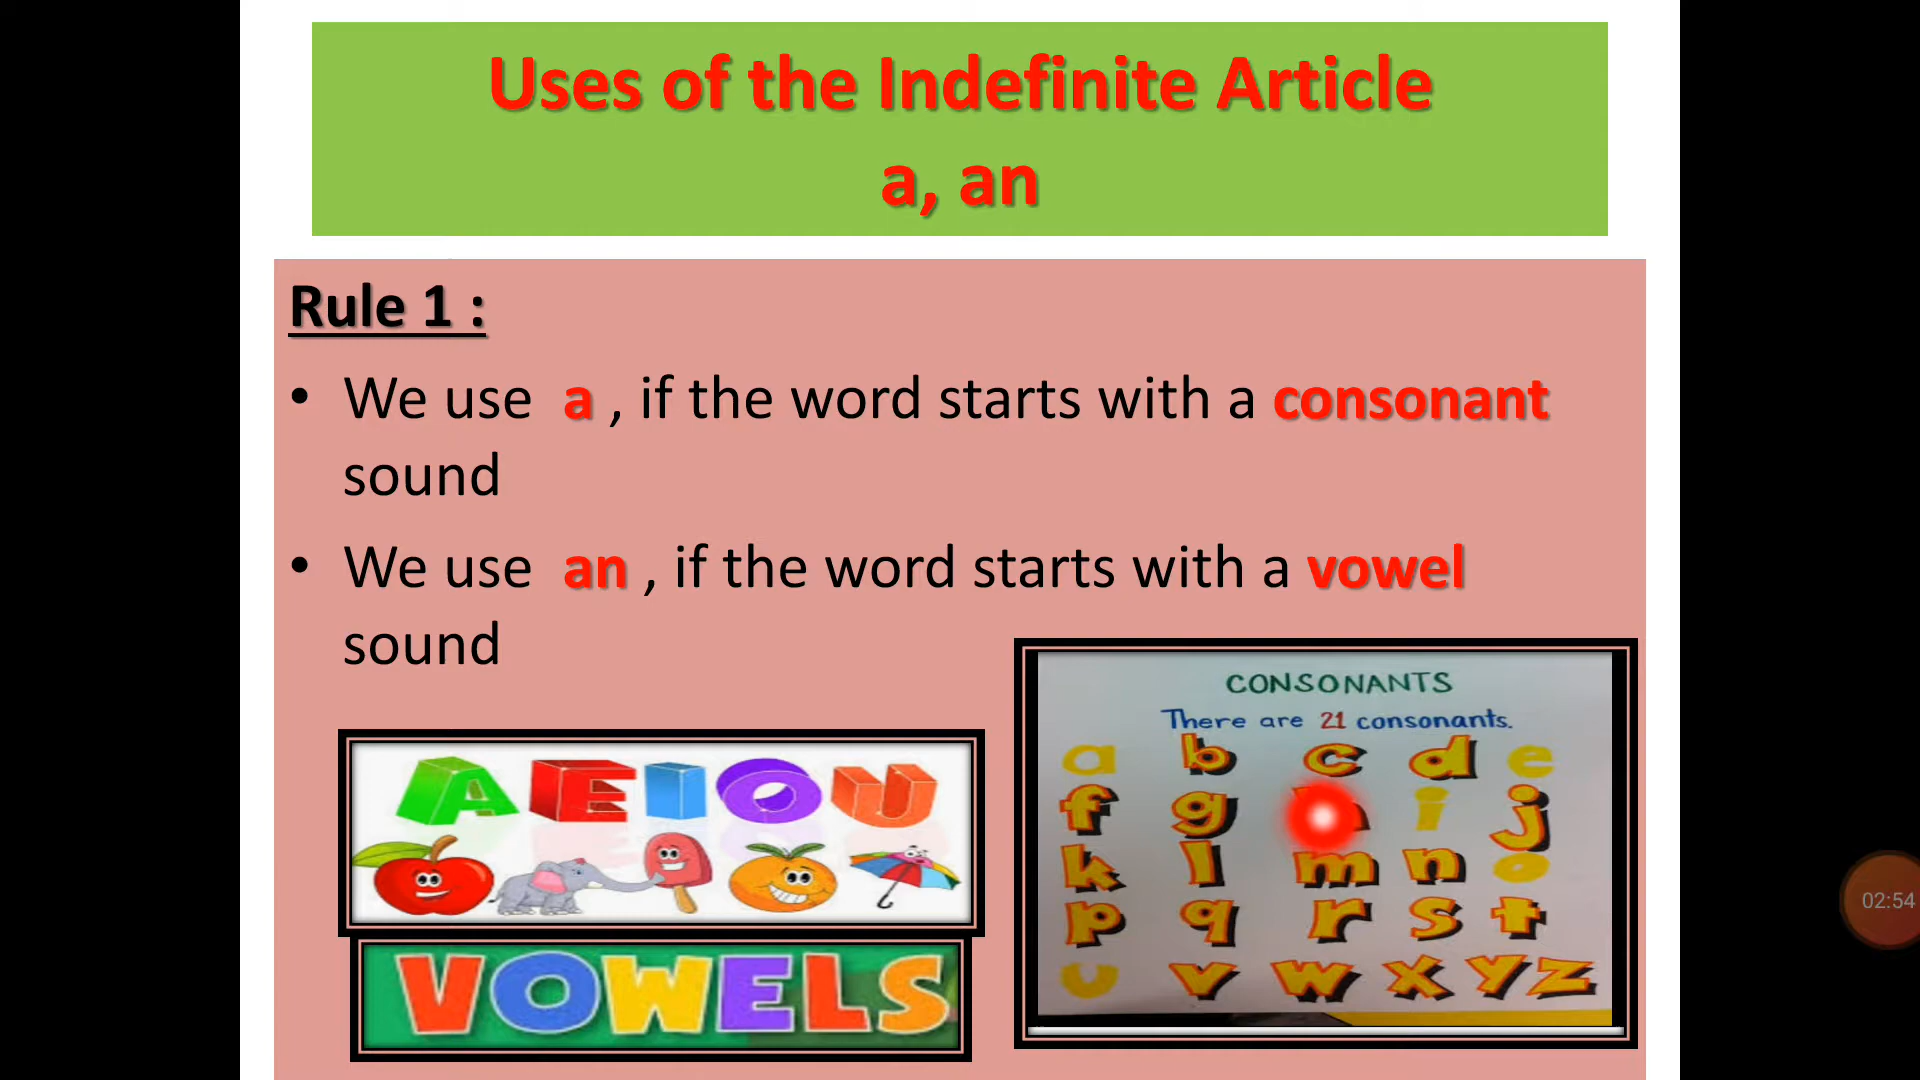 Uses of the Indefinite Article
a, an
Rule 1 :
• We use a , if the word starts with a consonant
sound
• We use an , if the word starts with a vowel
sound
A E I O U
VOWELS
CONSONANTS
There are 21 consonants.
a b c d e
f g i j
k l m n o
p q r s t
u v w x y z
02:54